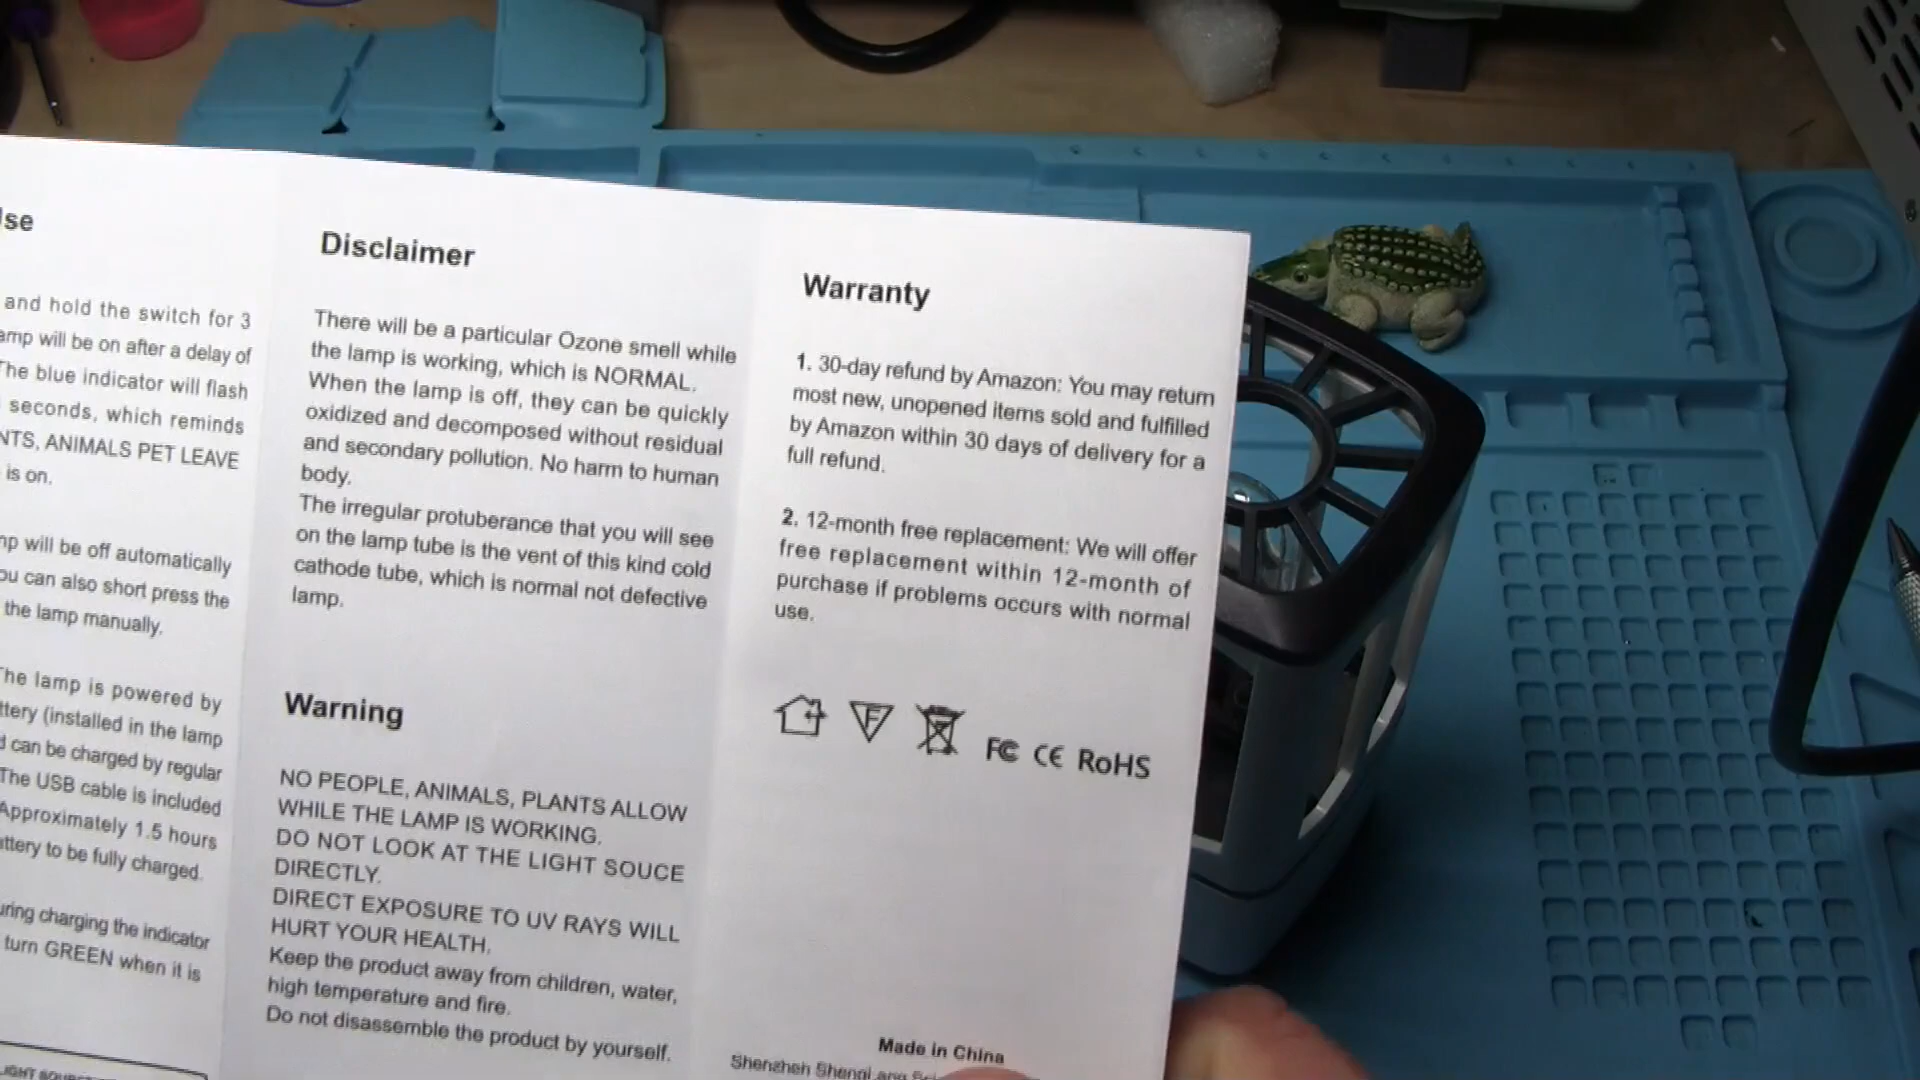 Use
and hold the switch for 3
lamp will be on after a delay of
The blue indicator will flash
seconds, which reminds
ANIMALS PET LEAVE
is on.
will be off automatically
you can also short press the
the lamp manually.
The lamp is powered by
(installed in the lamp
can be charged by regular
The USB cable is included
Approximately 1.5 hours
battery to be fully charged.
charging the indicator
turn GREEN when it is
LIGHT
Disclaimer
There will be a particular Ozone smell while
the lamp is working, which is NORMAL.
When the lamp is off, they can be quickly
oxidized and decomposed without residual
and secondary pollution. No harm to human
body.
The irregular protuberance that you will see
on the lamp tube is the vent of this kind cold
cathode tube, which is normal not defective
lamp.
Warning
NO PEOPLE, ANIMALS, PLANTS ALLOW
WHILE THE LAMP IS WORKING.
DO NOT LOOK AT THE LIGHT SOUCE
DIRECTLY.
DIRECT EXPOSURE TO UV RAYS WILL
HURT YOUR HEALTH.
Keep the product away from children, water,
high temperature and fire.
Do not disassemble the product by yourself.
Warranty
1. 30-day refund by Amazon: You may return
most new, unopened items sold and fulfilled
by Amazon within 30 days of delivery for a
full refund.
2. 12-month free replacement: We will offer
free replacement within 12-month of
purchase if problems occurs with normal
use.
F FC CE RoHS
Made in China